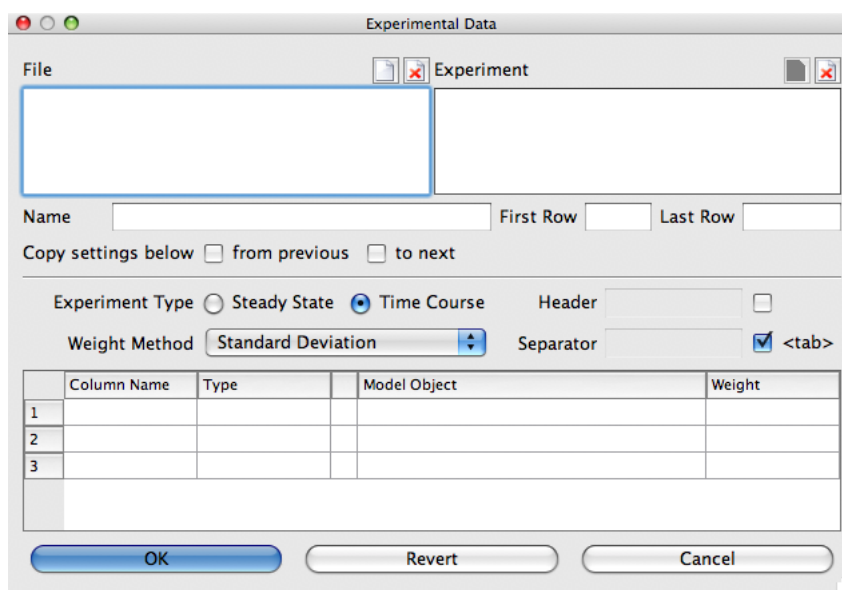 Experimental Data
File
Experiment
Name
First Row
Last Row
Copy settings below from previous to next
Experiment Type Steady State Time Course Header
Weight Method Standard Deviation Separator <tab>
Column Name Type Model Object Weight
1
2
3
OK Revert Cancel